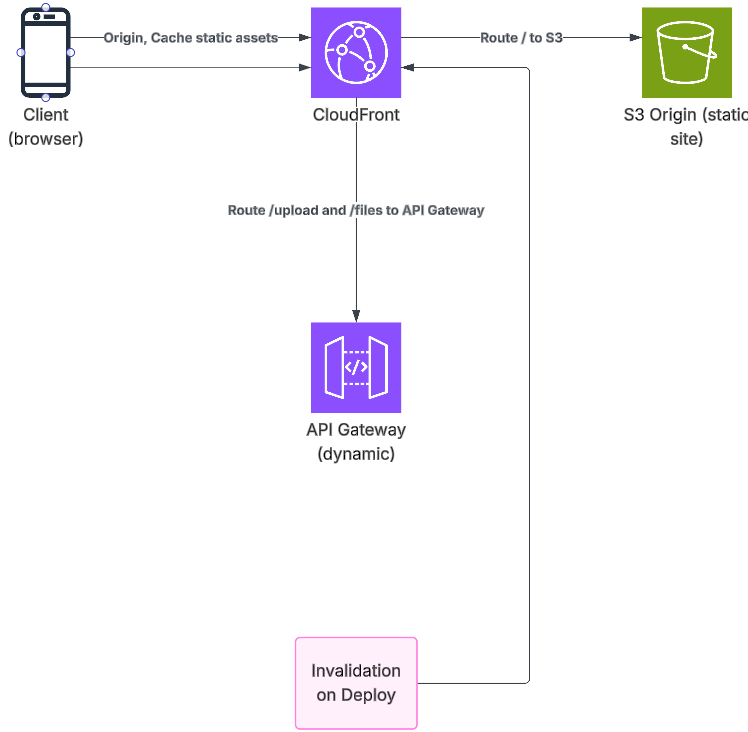 Origin, Cache static assets
Route / to S3
Client
(browser)
CloudFront
S3 Origin (static
site)
Route /upload and /files to API Gateway
</>
API Gateway
(dynamic)
Invalidation
on Deploy